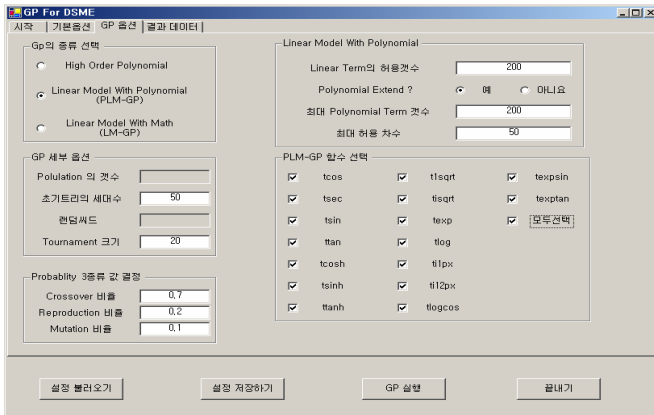 GP For DSME
시작 기본옵션 GP 옵션 결과 데이터
Gp의 종류 선택
High Order Polynomial
Linear Model With Polynomial
(PLM-GP)
Linear Model With Math
(LM-GP)
GP 세부 옵션
Polulation 의 갯수
초기트리의 세대수 50
랜덤씨드
Tournament 크기 20
Probablity 3종류 값 결정
Crossover 비율 0,7
Reproduction 비율 0,2
Mutation 비율 0,1
Linear Model With Polynomial
Linear Term의 허용갯수 200
Polynomial Extend ? 예 아니요
최대 Polynomial Term 갯수 200
최대 허용 차수 50
PLM-GP 함수 선택
tcos t1sqrt texpsin
tsec tisqrt texptan
tsin texp 모두선택
ttan tlog
tcosh ti1px
tsinh ti12px
ttanh tlogcos
설정 불러오기 설정 저장하기 GP 실행 끝내기